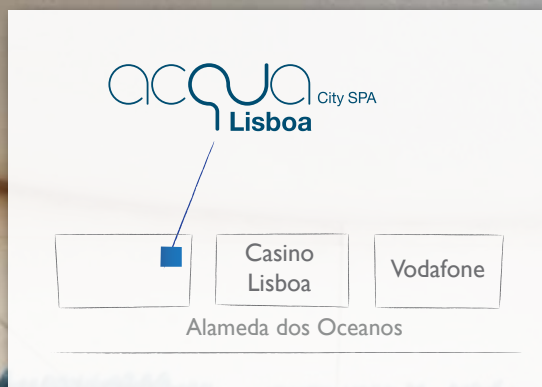 acqua City SPA
Lisboa
Casino
Lisboa
Vodafone
Alameda dos Oceanos